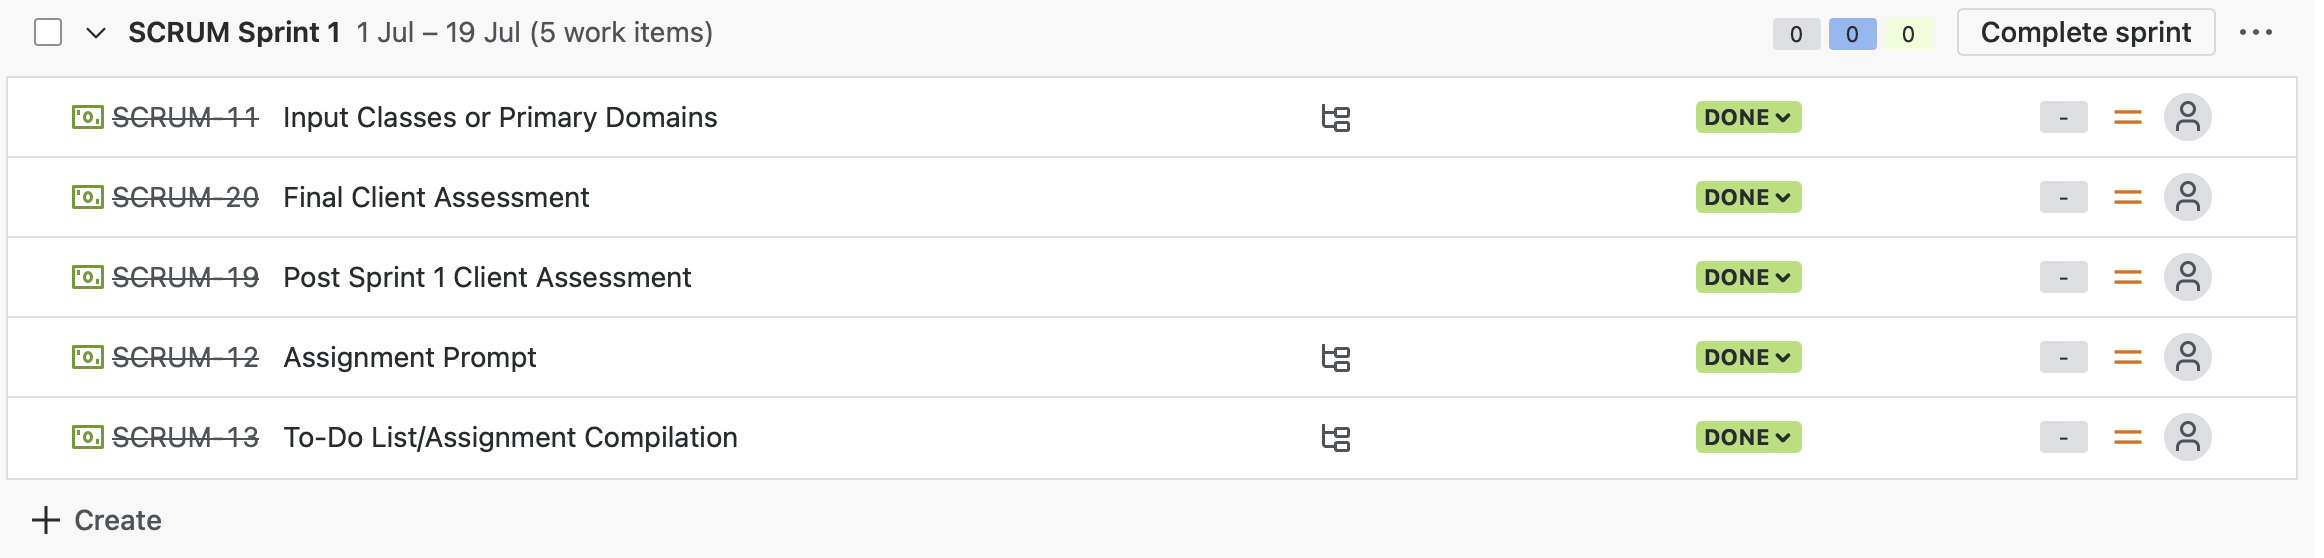 SCRUM Sprint 1 1 Jul – 19 Jul (5 work items) 0 0 0 Complete sprint
SCRUM-11 Input Classes or Primary Domains DONE -
SCRUM-20 Final Client Assessment DONE -
SCRUM-19 Post Sprint 1 Client Assessment DONE -
SCRUM-12 Assignment Prompt DONE -
SCRUM-13 To-Do List/Assignment Compilation DONE -
Create